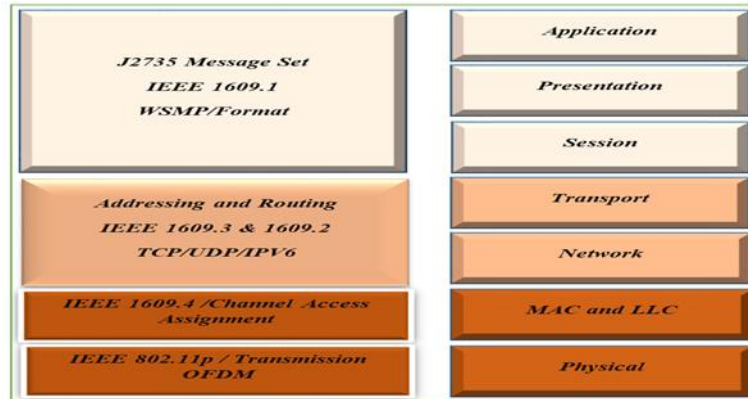 J2735 Message Set
IEEE 1609.1
WSMP/Format
Addressing and Routing
IEEE 1609.3 & 1609.2
TCP/UDP/IPV6
IEEE 1609.4 /Channel Access
Assignment
IEEE 802.11p / Transmission
OFDM
Application
Presentation
Session
Transport
Network
MAC and LLC
Physical